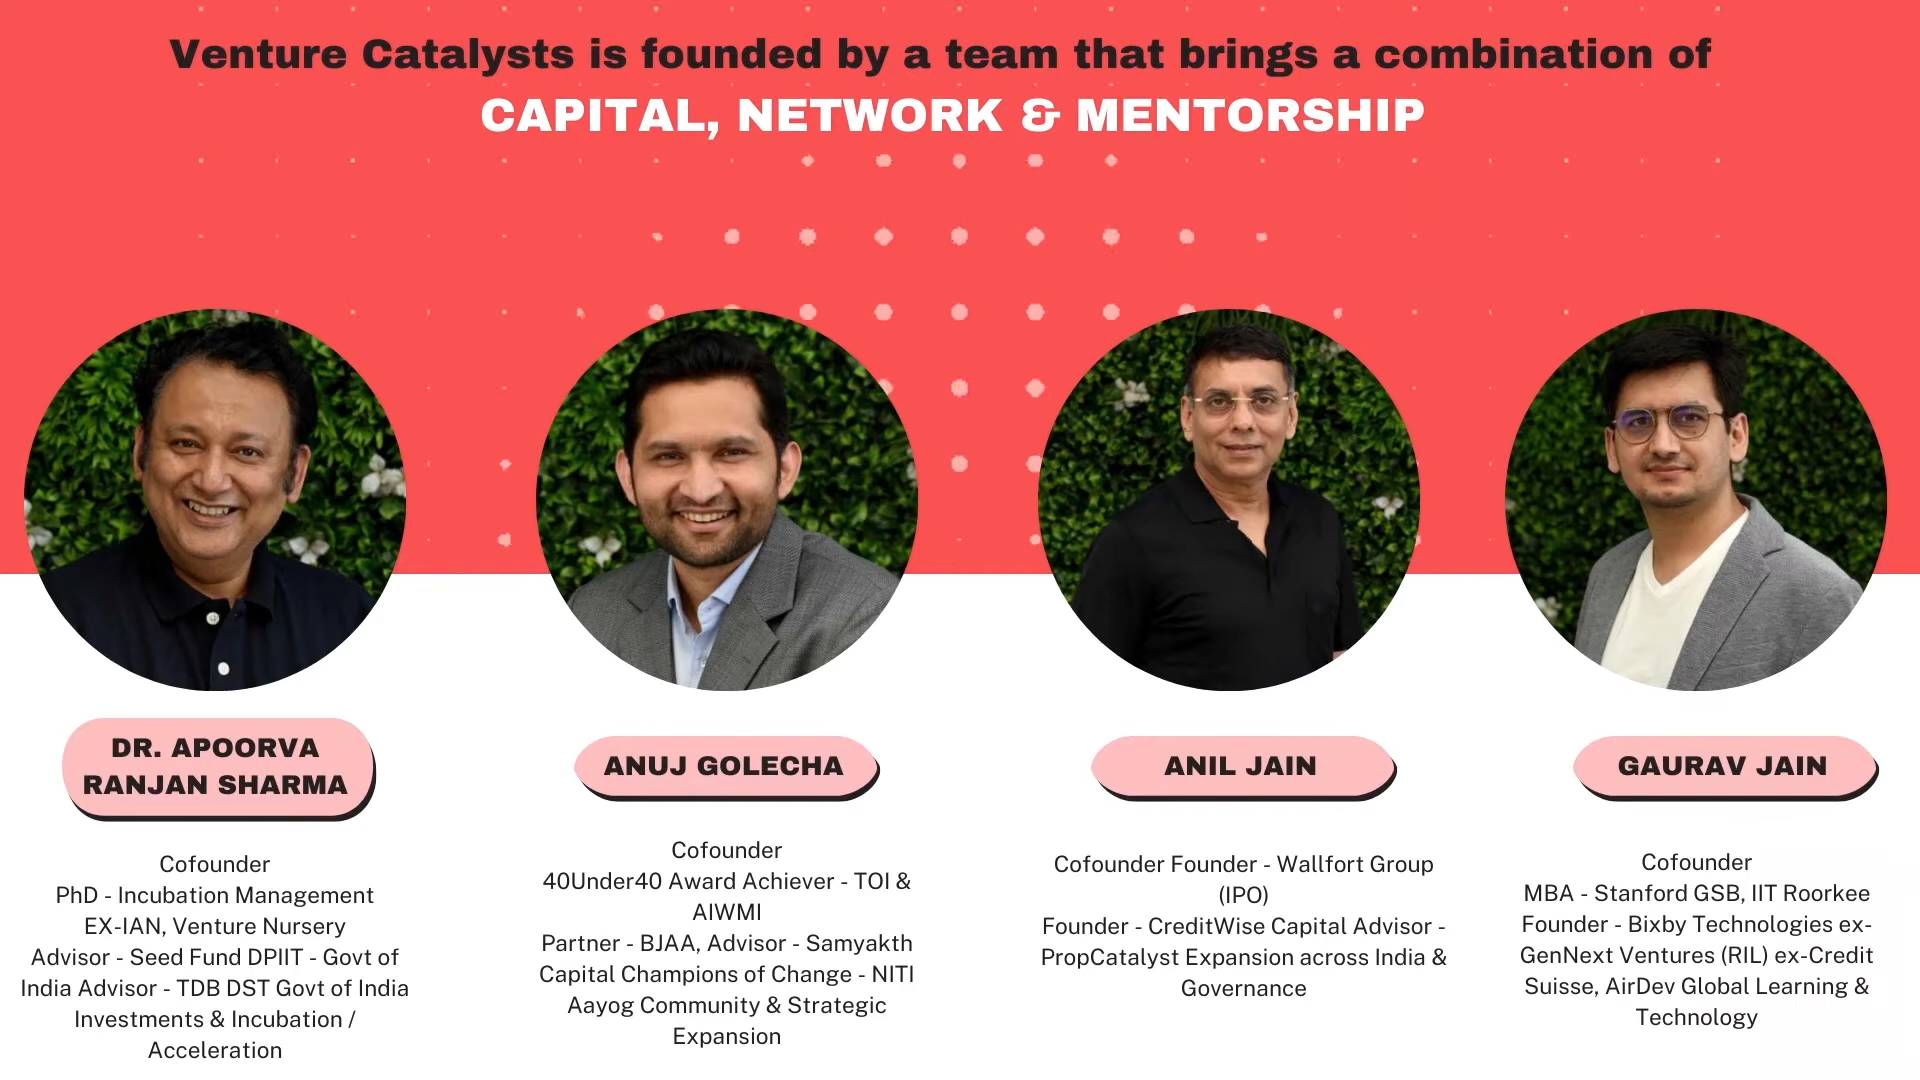 Venture Catalysts is founded by a team that brings a combination of
CAPITAL, NETWORK & MENTORSHIP
DR. APOORVA
RANJAN SHARMA
Cofounder
PhD - Incubation Management
EX-IAN, Venture Nursery
Advisor - Seed Fund DPIIT - Govt of
India Advisor - TDB DST Govt of India
Investments & Incubation /
Acceleration
ANUJ GOLECHA
Cofounder
40Under40 Award Achiever - TOI &
AIWMI
Partner - BJAA, Advisor - Samyakth
Capital Champions of Change - NITI
Aayog Community & Strategic
Expansion
ANIL JAIN
Cofounder Founder - Wallfort Group
(IPO)
Founder - CreditWise Capital Advisor -
PropCatalyst Expansion across India &
Governance
GAURAV JAIN
Cofounder
MBA - Stanford GSB, IIT Roorkee
Founder - Bixby Technologies ex-
GenNext Ventures (RIL) ex-Credit
Suisse, AirDev Global Learning &
Technology